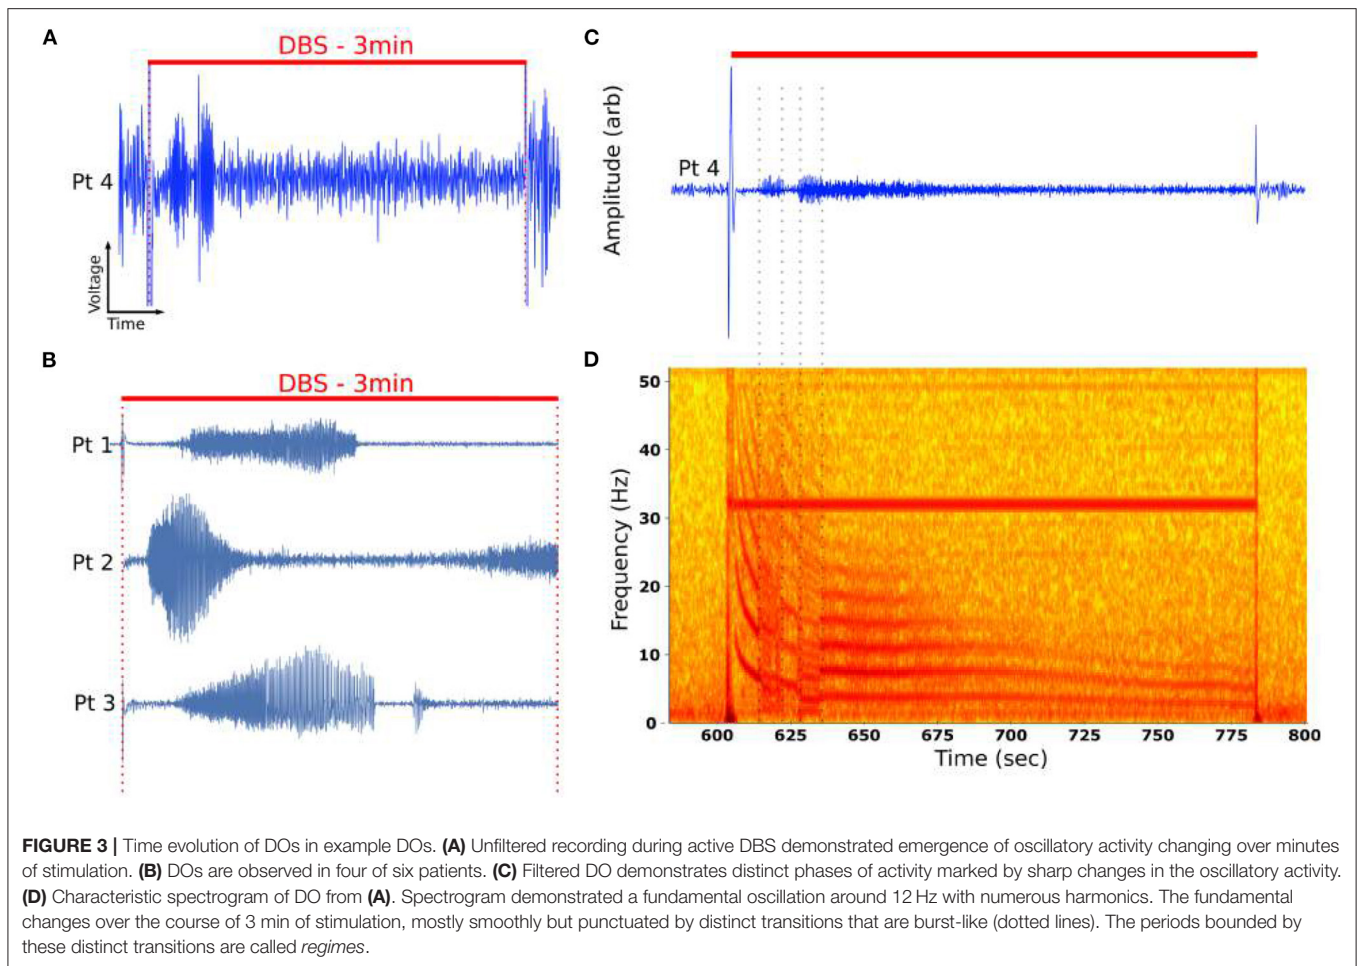 A
DBS - 3min
Pt 4
Voltage
Time
B
DBS - 3min
Pt 1
Pt 2
Pt 3
C
Amplitude (arb)
Pt 4
D
Frequency (Hz)
50
40
30
20
10
0
600 625 650 675 700 725 750 775 800
Time (sec)
FIGURE 3 | Time evolution of DOs in example DOs. (A) Unfiltered recording during active DBS demonstrated emergence of oscillatory activity changing over minutes
of stimulation. (B) DOs are observed in four of six patients. (C) Filtered DO demonstrates distinct phases of activity marked by sharp changes in the oscillatory activity.
(D) Characteristic spectrogram of DO from (A). Spectrogram demonstrated a fundamental oscillation around 12 Hz with numerous harmonics. The fundamental
changes over the course of 3 min of stimulation, mostly smoothly but punctuated by distinct transitions that are burst-like (dotted lines). The periods bounded by
these distinct transitions are called regimes.